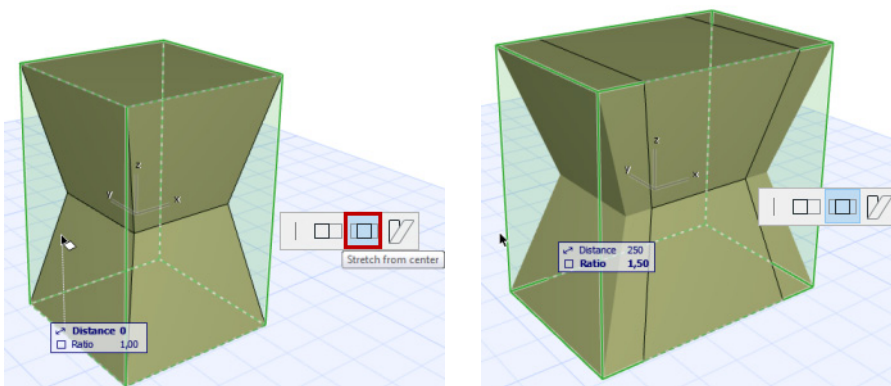 z
y
x
Stretch from center
Distance 0
Ratio 1,00
z
y
x
Distance 250
Ratio 1,50